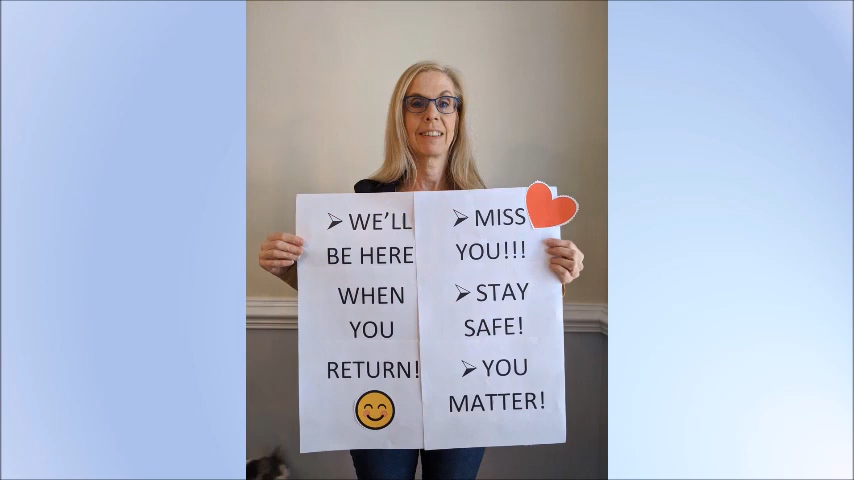 ➢ WE'LL
BE HERE
WHEN
YOU
RETURN!
➢ MISS
YOU!!!
➢ STAY
SAFE!
➢ YOU
MATTER!